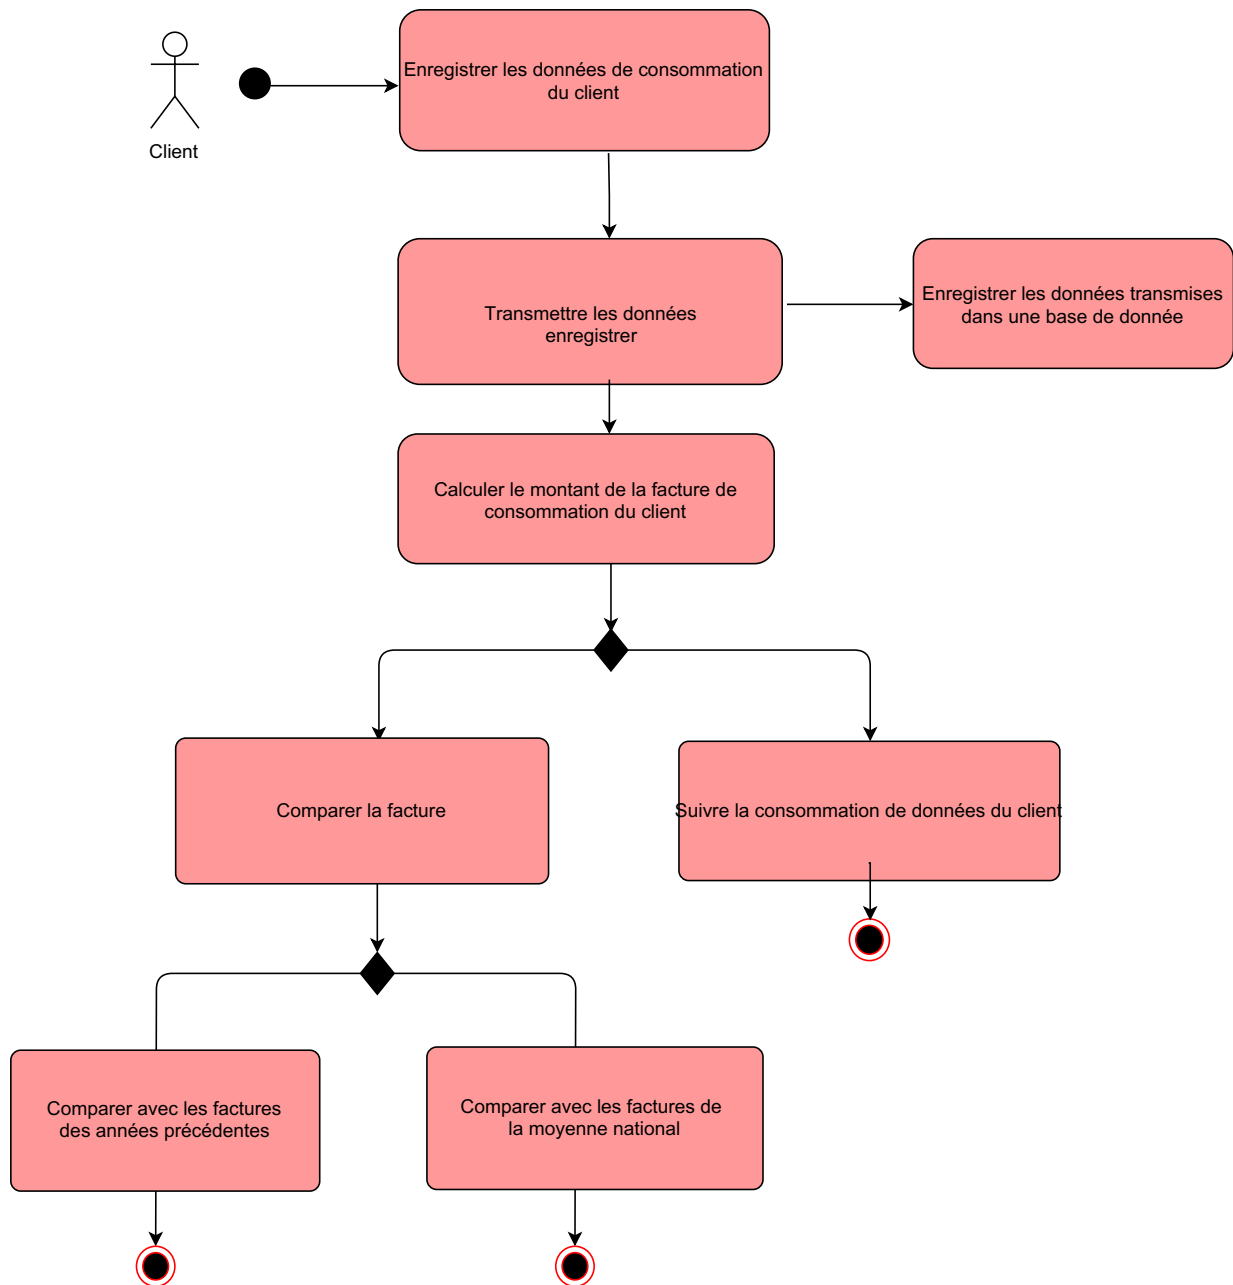 Enregistrer les données de consommation
du client
Client
Transmettre les données
enregistrer
Enregistrer les données transmises
dans une base de donnée
Calculer le montant de la facture de
consommation du client
Comparer la facture
Suivre la consommation de données du client
Comparer avec les factures
des années précédentes
Comparer avec les factures de
la moyenne national